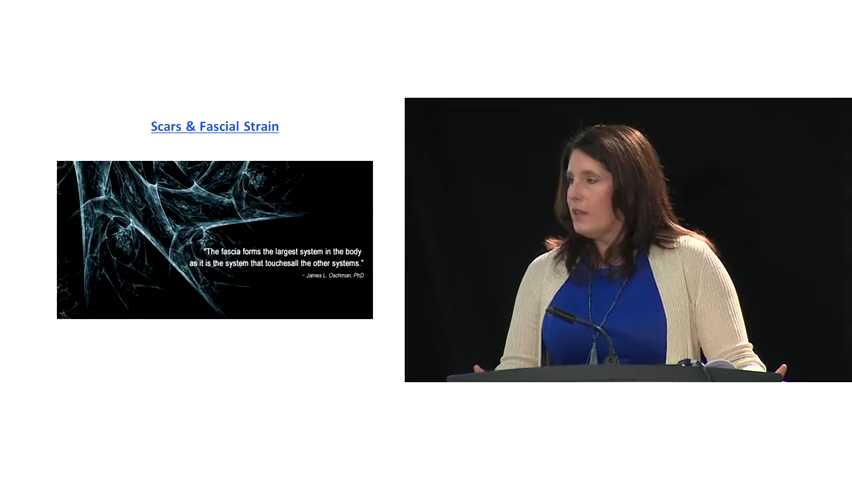 Scars & Fascial Strain
"The fascia forms the largest system in the body
as it is the system that touchesall the other systems."
~ James L. Oschman, PhD